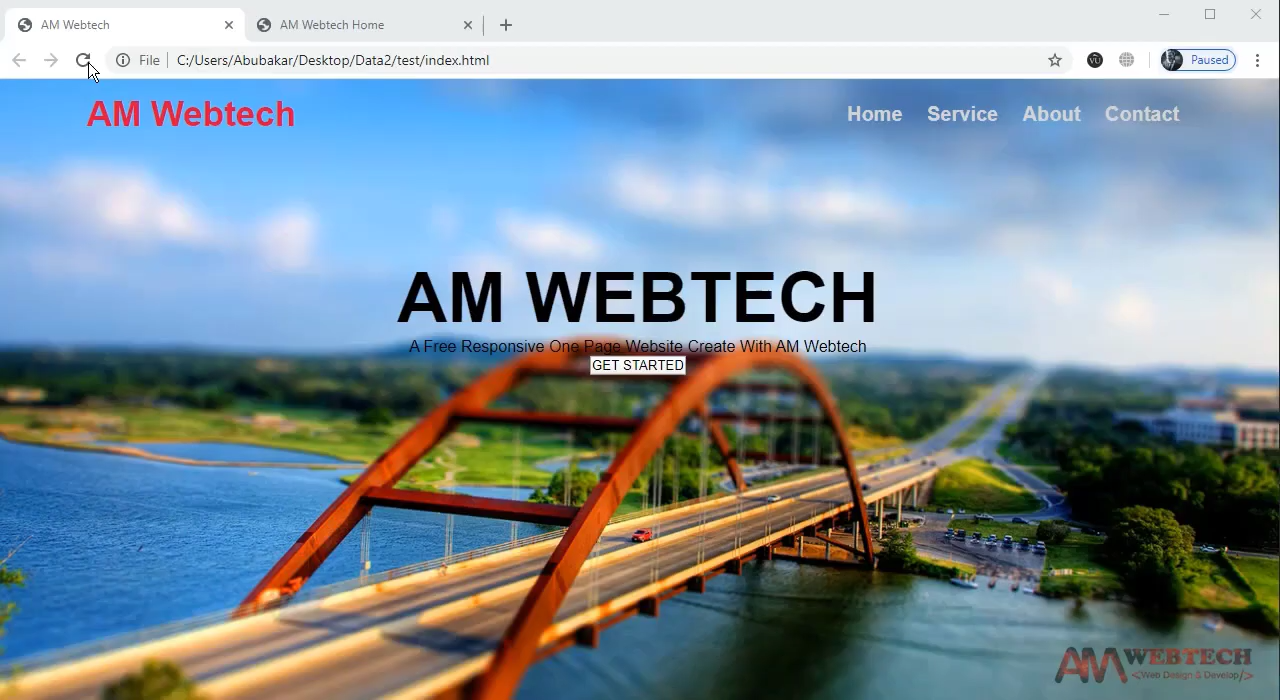 AM Webtech
AM Webtech Home
File
C:/Users/Abubakar/Desktop/Data2/test/index.html
VU
Paused
AM Webtech
Home Service About Contact
AM WEBTECH
A Free Responsive One Page Website Create With AM Webtech
GET STARTED
AM WEBTECH
<Web Design & Develop/>